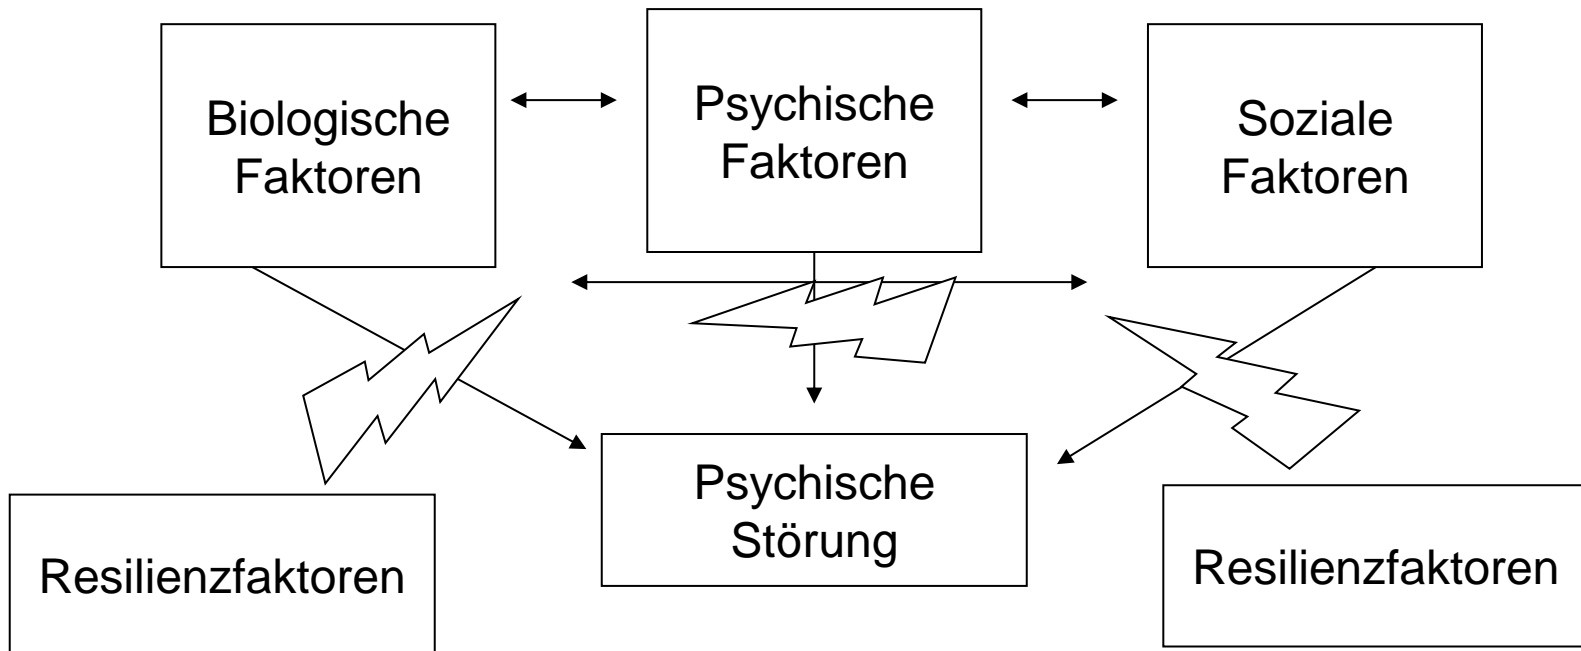 Biologische
Faktoren
Psychische
Faktoren
Soziale
Faktoren
Psychische
Störung
Resilienzfaktoren
Resilienzfaktoren